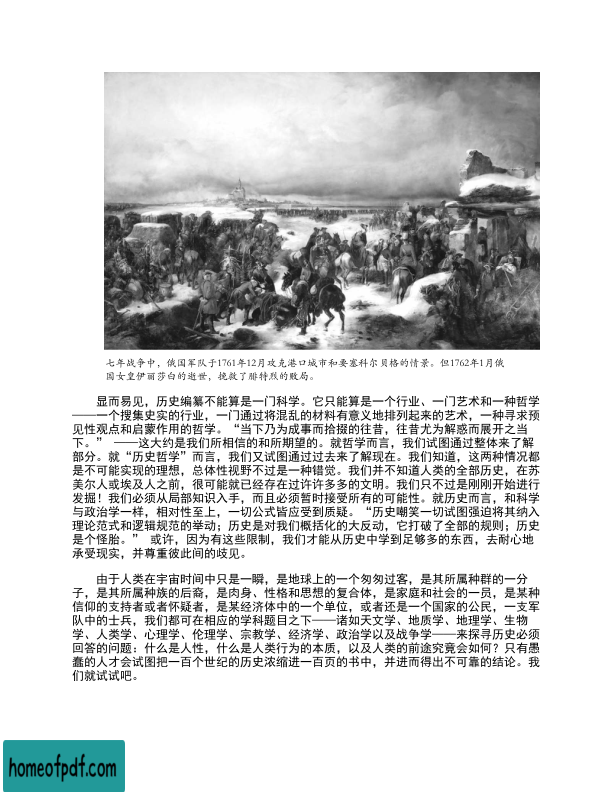 七年战争中，俄国军队于1761年12月攻克港口城市和要塞科尔贝格的情景。但1762年1月俄
国女皇伊丽莎白的逝世，挽救了腓特烈的败局。
显而易见，历史编纂不能算是一门科学。它只能算是一个行业、一门艺术和一种哲学
——一个搜集史实的行业，一门通过将混乱的材料有意义地排列起来的艺术，一种寻求预
见性观点和启蒙作用的哲学。“当下乃为成事而拾掇的往昔，往昔尤为解惑而展开之当
下。” ——这大约是我们所相信的和所期望的。就哲学而言，我们试图通过整体来了解
部分。就“历史哲学”而言，我们又试图通过过去来了解现在。我们知道，这两种情况都
是不可能实现的理想，总体性视野不过是一种错觉。我们并不知道人类的全部历史，在苏
美尔人或埃及人之前，很可能就已经存在过许许多多的文明。我们只不过是刚刚开始进行
发掘！我们必须从局部知识入手，而且必须暂时接受所有的可能性。就历史而言，和科学
与政治学一样，相对性至上，一切公式皆应受到质疑。“历史嘲笑一切试图强迫将其纳入
理论范式和逻辑规范的举动；历史是对我们概括化的大反动，它打破了全部的规则；历史
是个怪胎。” 或许，因为有这些限制，我们才能从历史中学到足够多的东西，去耐心地
承受现实，并尊重彼此间的歧见。
由于人类在宇宙时间中只是一瞬，是地球上的一个匆匆过客，是其所属种群的一分
子，是其所属种族的后裔，是肉身、性格和思想的复合体，是家庭和社会的一员，是某种
信仰的支持者或者怀疑者，是某经济体中的一个单位，或者还是一个国家的公民，一支军
队中的士兵，我们都可在相应的学科题目之下——诸如天文学、地质学、地理学、生物
学、人类学、心理学、伦理学、宗教学、经济学、政治学以及战争学——来探寻历史必须
回答的问题：什么是人性，什么是人类行为的本质，以及人类的前途究竟会如何？只有愚
蠢的人才会试图把一百个世纪的历史浓缩进一百页的书中，并进而得出不可靠的结论。我
们就试试吧。
homeofpdf.com